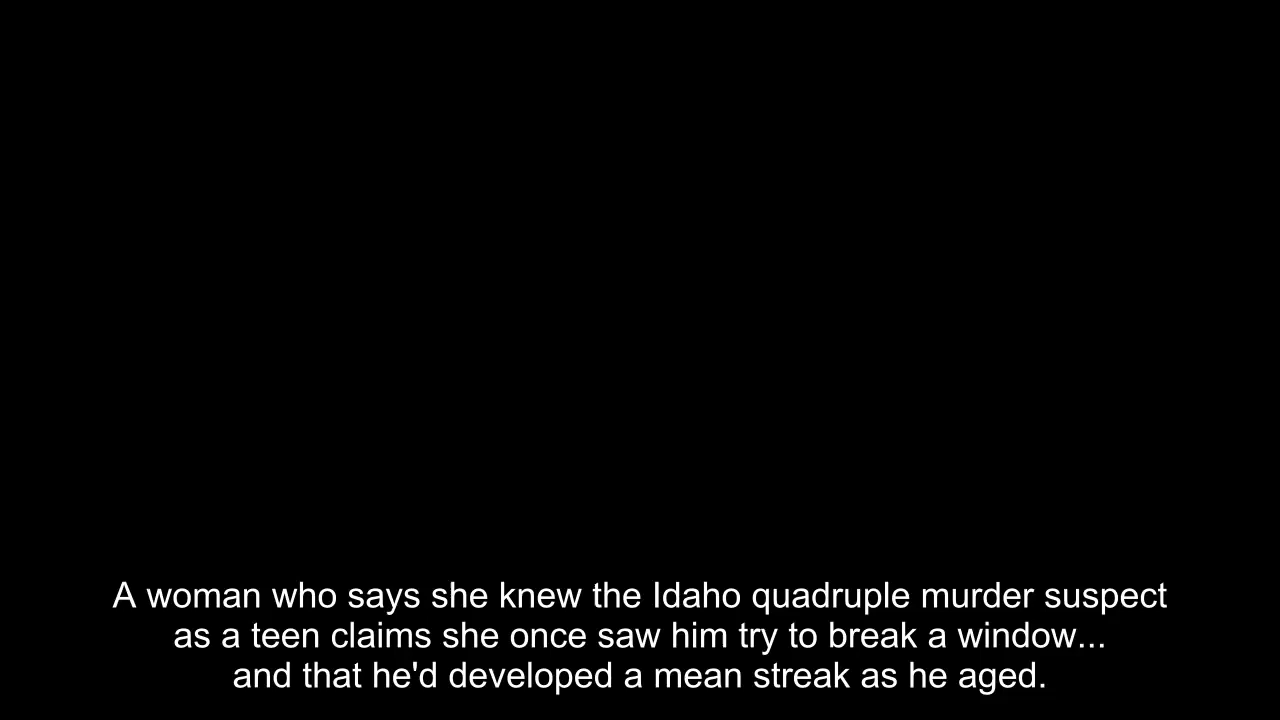 A woman who says she knew the Idaho quadruple murder suspect
as a teen claims she once saw him try to break a window...
and that he'd developed a mean streak as he aged.